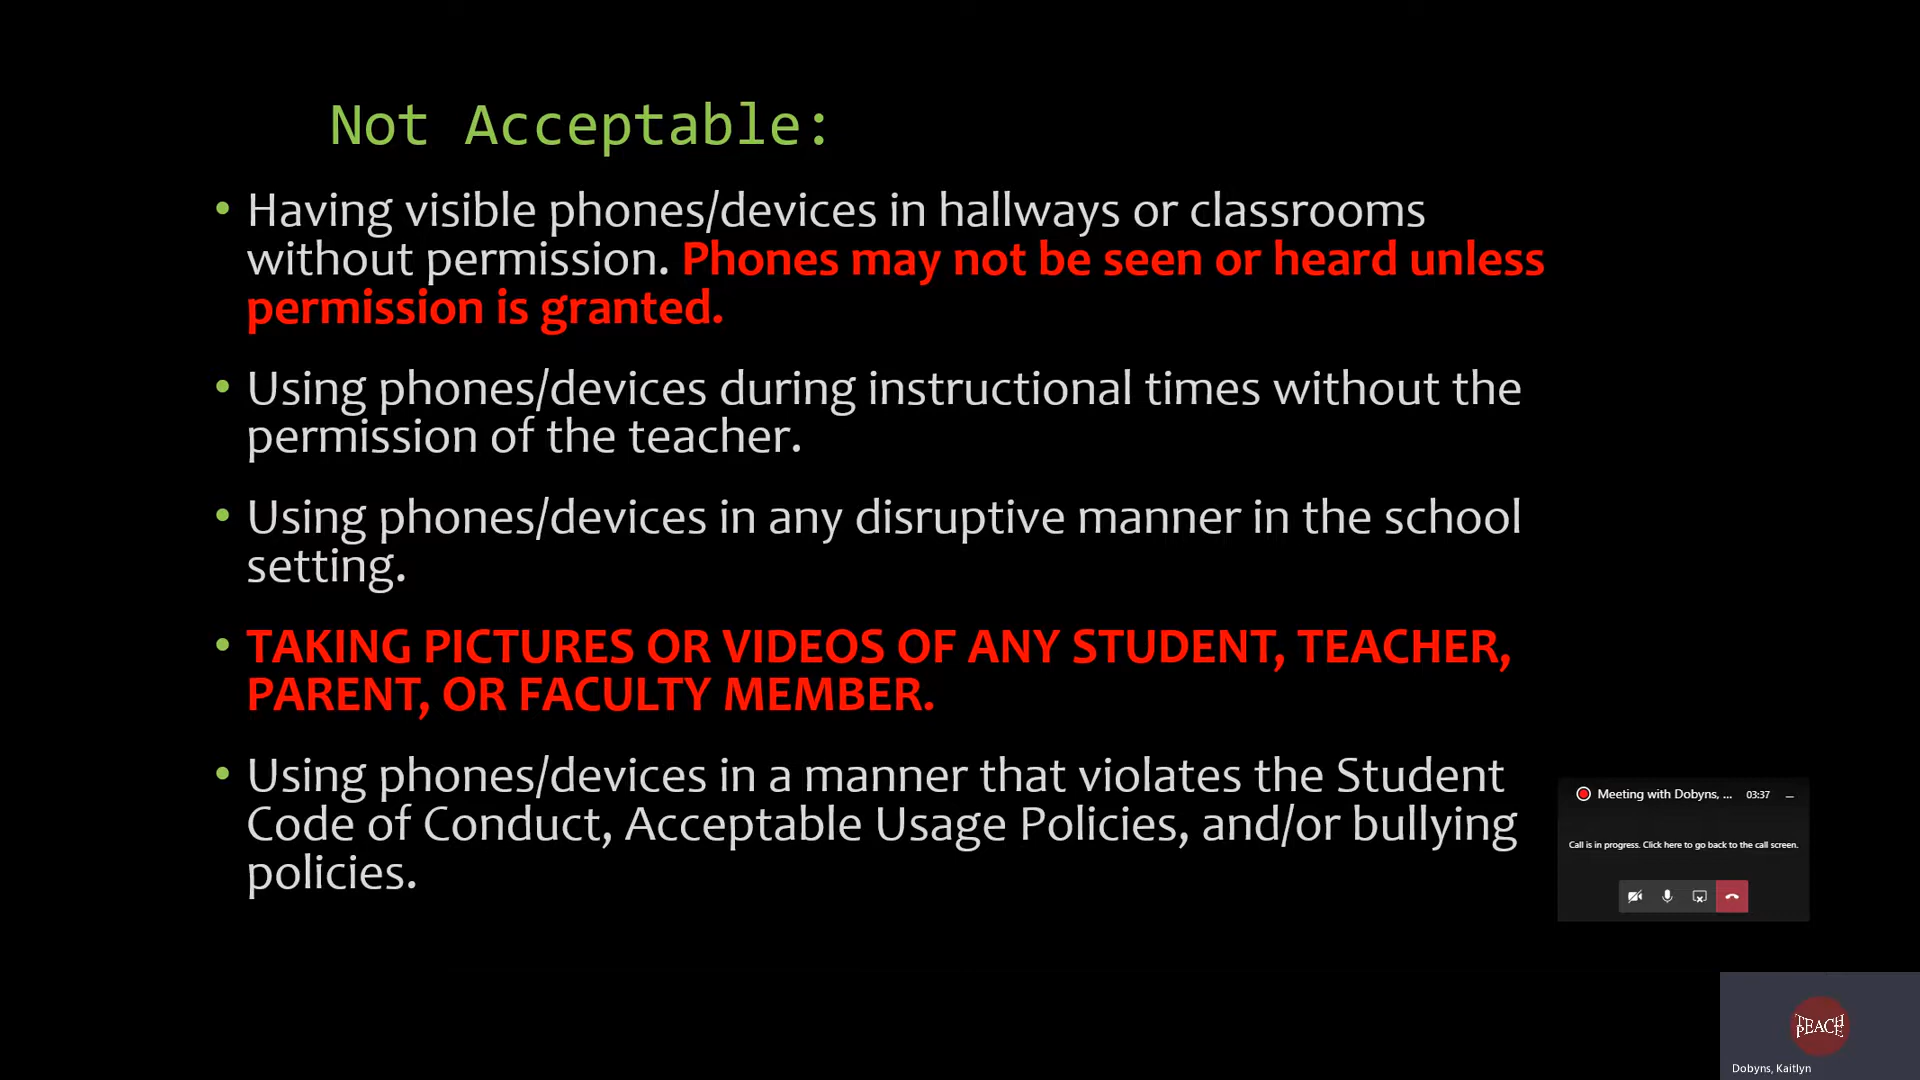 Not Acceptable:
• Having visible phones/devices in hallways or classrooms
without permission. Phones may not be seen or heard unless
permission is granted.
• Using phones/devices during instructional times without the
permission of the teacher.
• Using phones/devices in any disruptive manner in the school
setting.
• TAKING PICTURES OR VIDEOS OF ANY STUDENT, TEACHER,
PARENT, OR FACULTY MEMBER.
• Using phones/devices in a manner that violates the Student
Code of Conduct, Acceptable Usage Policies, and/or bullying
policies.
Meeting with Dobyns, ... 03:37
Call is in progress. Click here to go back to the call screen.
TEACH
Dobyns, Kaitlyn